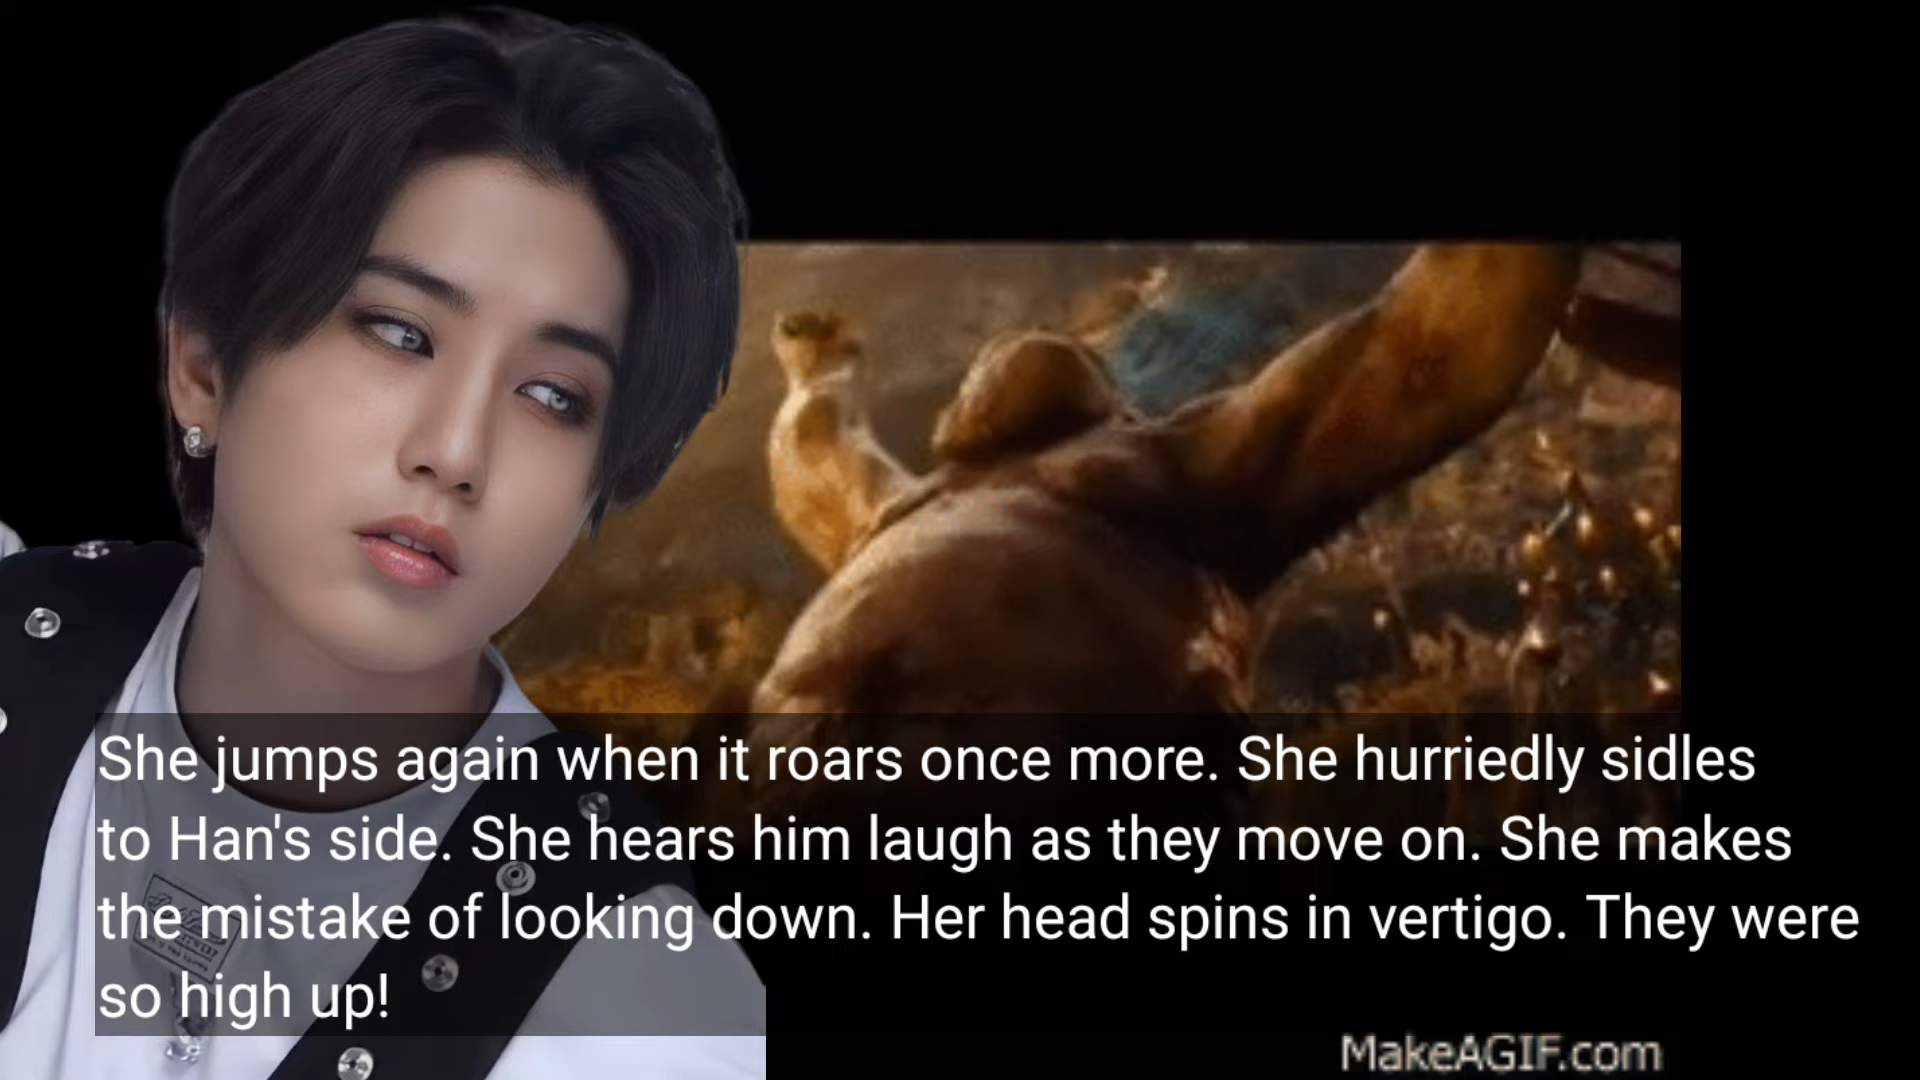 She jumps again when it roars once more. She hurriedly sidles
to Han's side. She hears him laugh as they move on. She makes
the mistake of looking down. Her head spins in vertigo. They were
so high up!
MakeAGIF.com